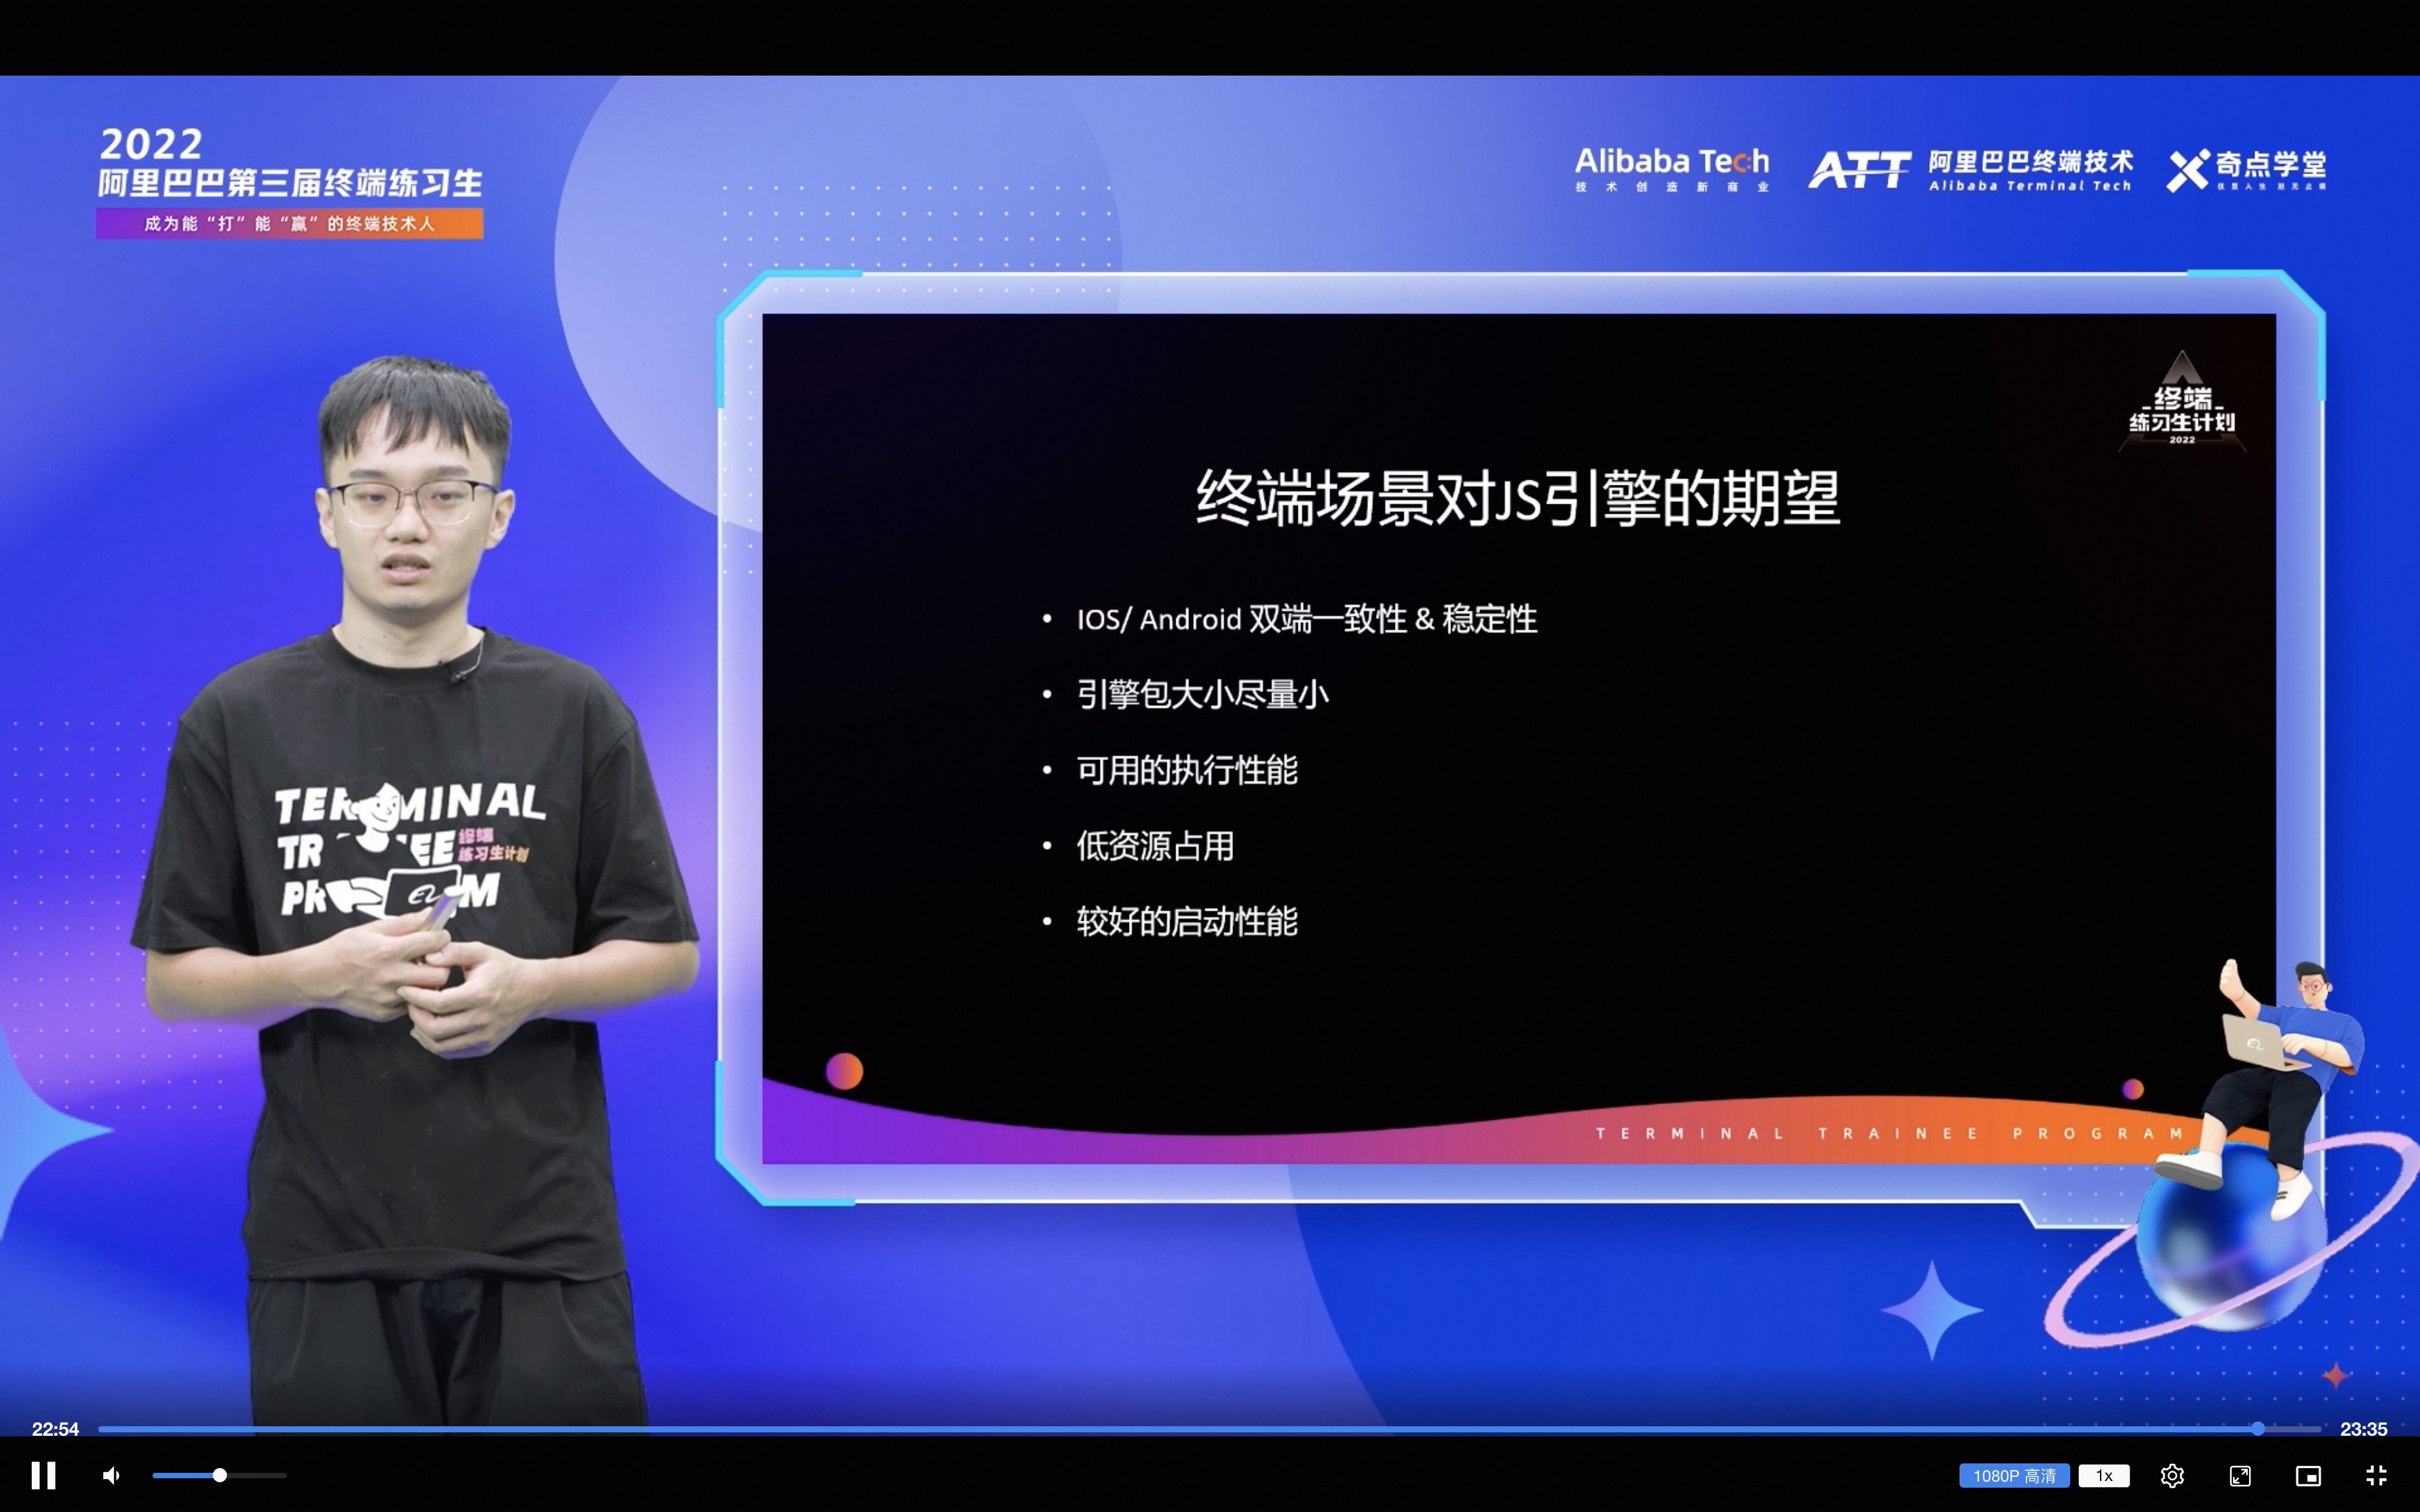 2022
阿里巴巴第三届终端练习生
成为能“打”能“赢”的终端技术人
Alibaba Tech
技术创造新商业
ATT
阿里巴巴终端技术
Alibaba Terminal Tech
奇点学堂
终端
练习生计划
2022
终端场景对JS引擎的期望
• IOS/ Android 双端一致性 & 稳定性
• 引擎包大小尽量小
• 可用的执行性能
• 低资源占用
• 较好的启动性能
TERMINAL TRAINEE PROGRAM
TERMINAL
终端
练习生计划
22:54
23:35
1080P 高清
1x